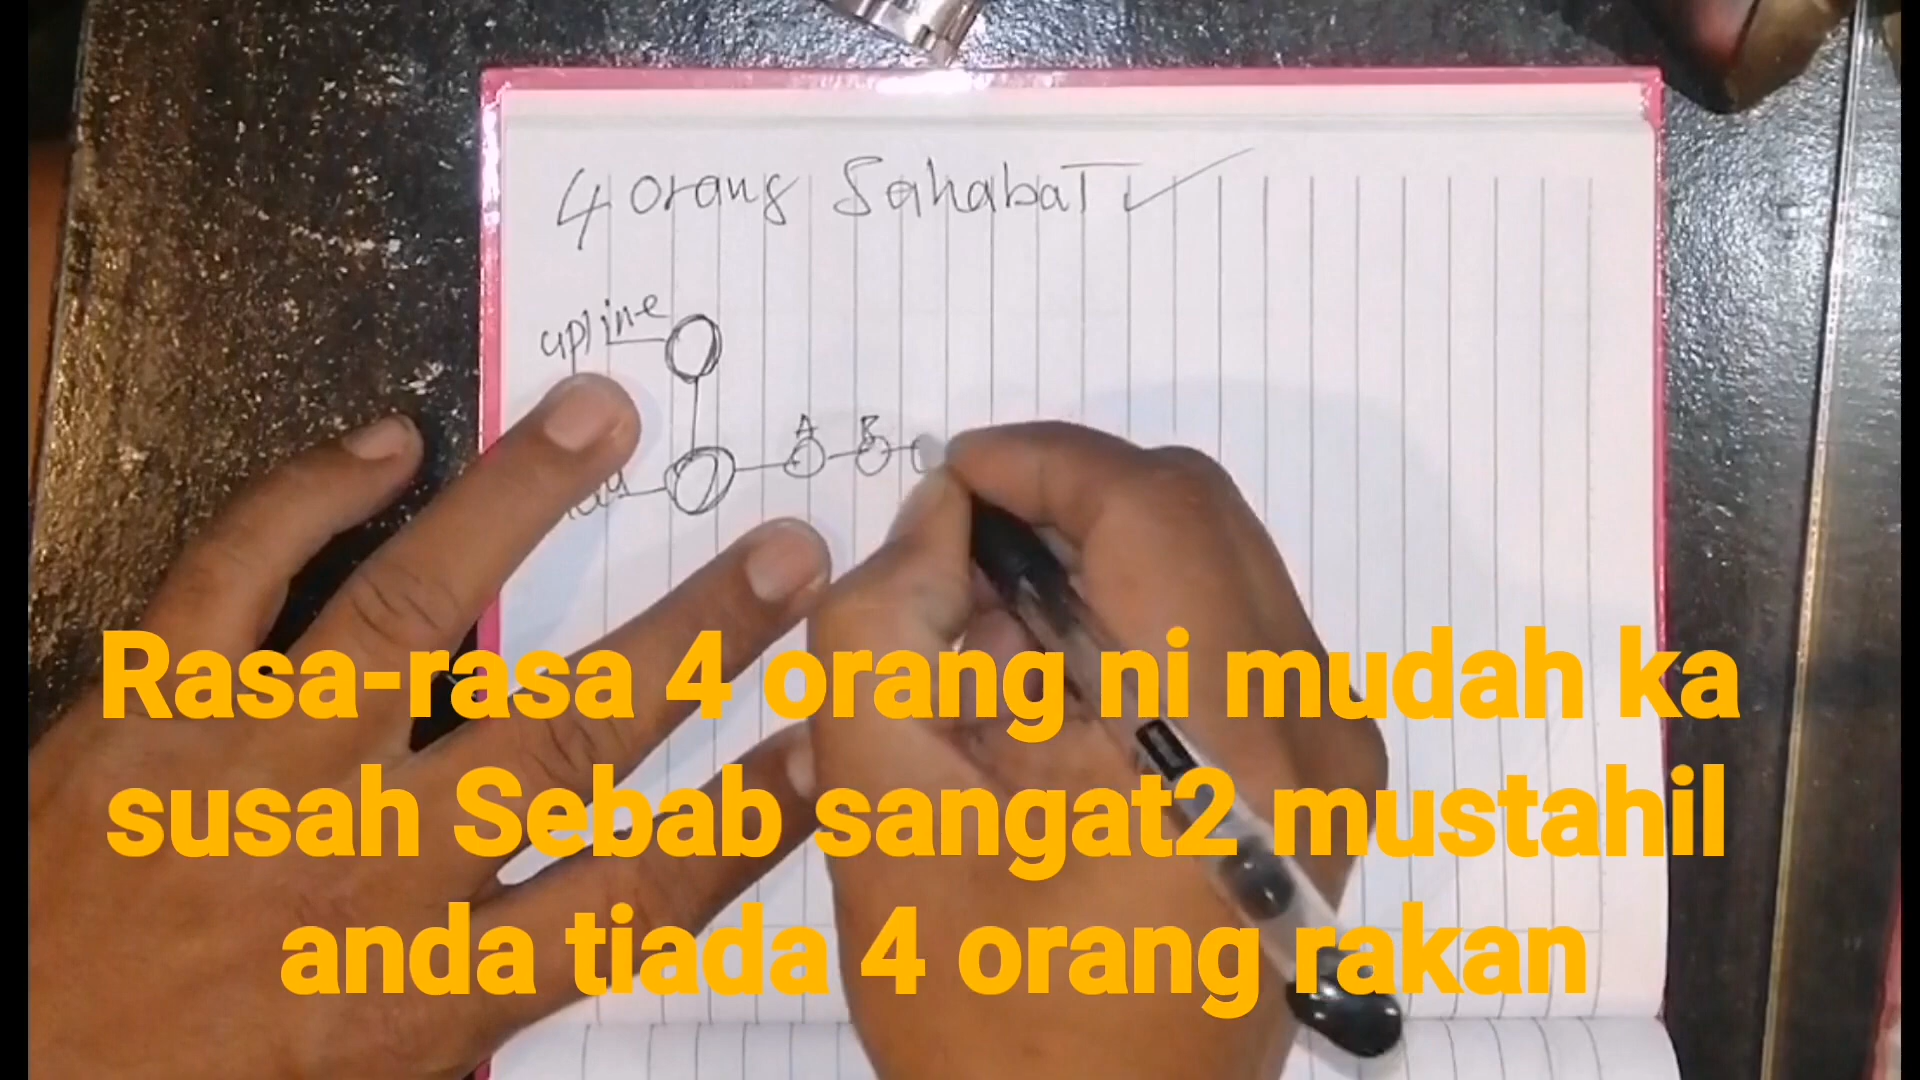 4 orang SahabaT
upline
A B
Rasa-rasa 4 orang ni mudah ka
susah Sebab sangat2 mustahil
anda tiada 4 orang rakan